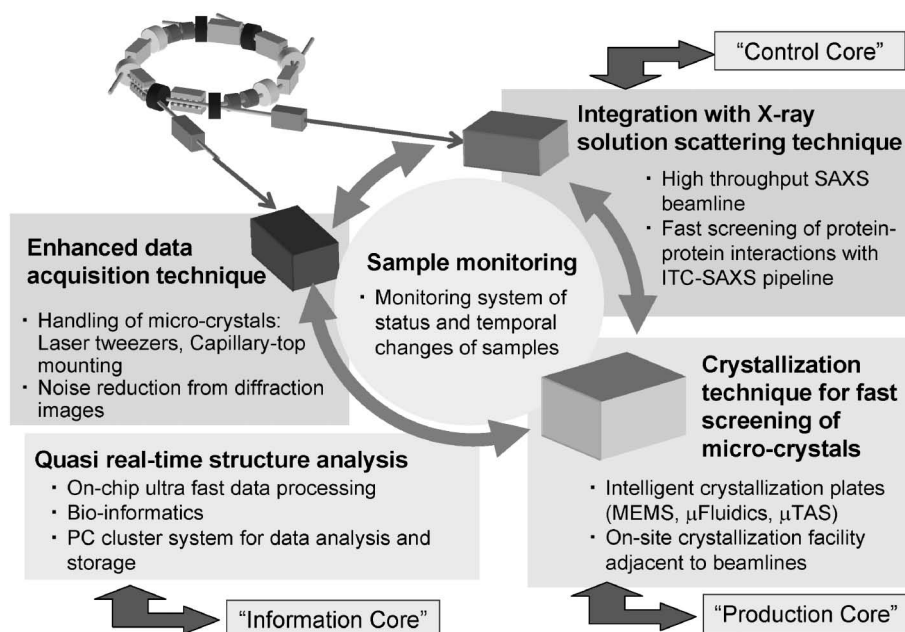 “Control Core”
Integration with X-ray
solution scattering technique
・ High throughput SAXS
beamline
・ Fast screening of protein-
protein interactions with
ITC-SAXS pipeline
Enhanced data
acquisition technique
・ Handling of micro-crystals:
Laser tweezers, Capillary-top
mounting
・ Noise reduction from diffraction
images
Sample monitoring
・ Monitoring system of
status and temporal
changes of samples
Crystallization
technique for fast
screening of
micro-crystals
・ Intelligent crystallization plates
(MEMS, μFluidics, μTAS)
・ On-site crystallization facility
adjacent to beamlines
Quasi real-time structure analysis
・ On-chip ultra fast data processing
・ Bio-informatics
・ PC cluster system for data analysis and
storage
“Information Core”
“Production Core”